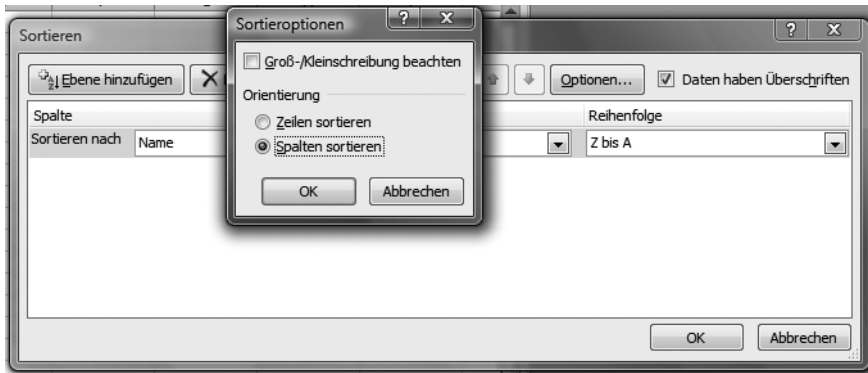 Sortieren
Ebene hinzufügen
Optionen...
Daten haben Überschriften
Spalte
Reihenfolge
Sortieren nach
Name
Z bis A
OK
Abbrechen
Sortieroptionen
Groß-/Kleinschreibung beachten
Orientierung
Zeilen sortieren
Spalten sortieren
OK
Abbrechen